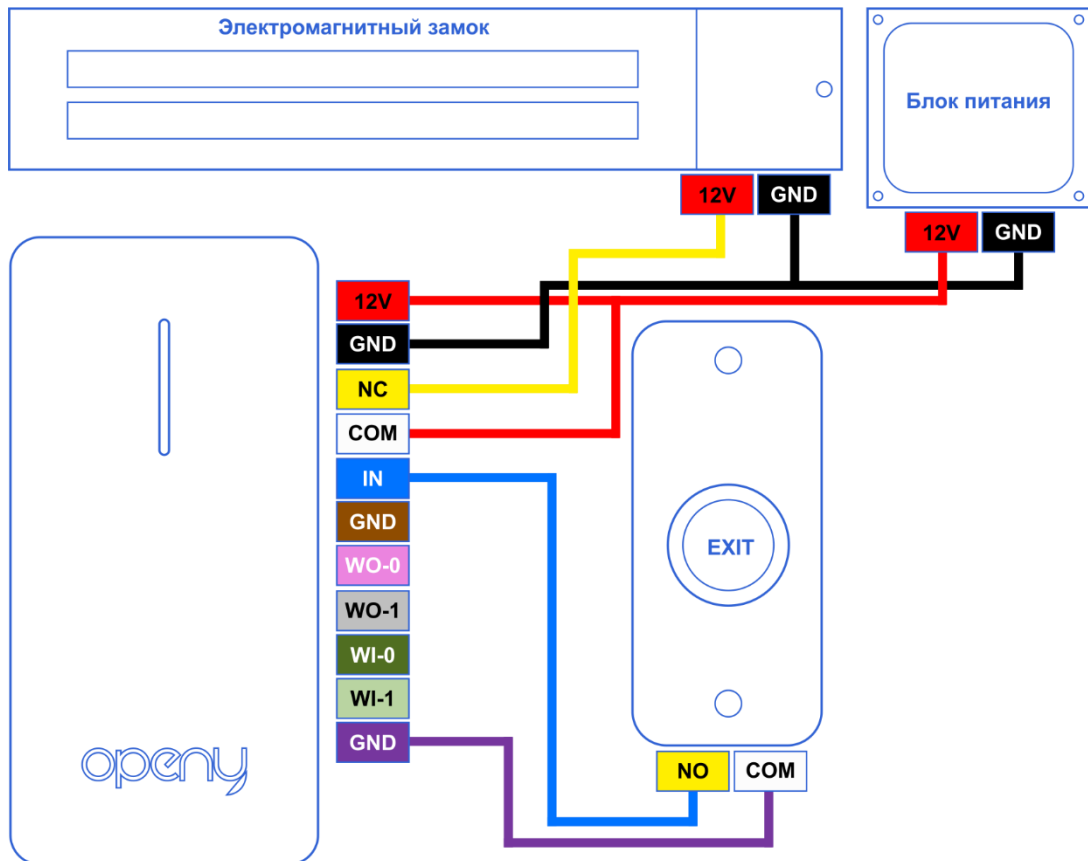 Электромагнитный замок
Блок питания
12V
GND
12V
GND
12V
GND
NC
COM
IN
GND
WO-0
WO-1
WI-0
WI-1
GND
EXIT
NO
COM
openy